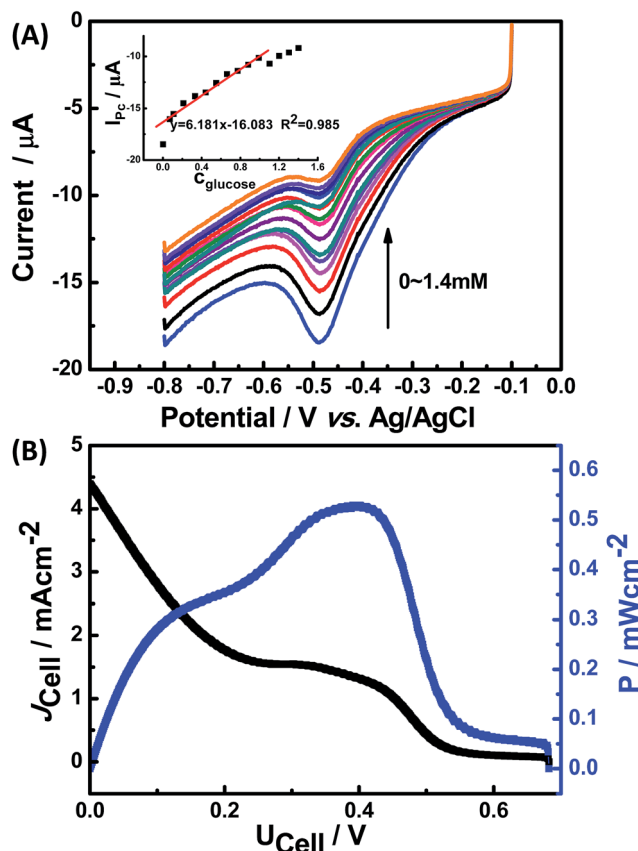 (A)
0
-5
-10
-15
-20
Current / μA
-0.9 -0.8 -0.7 -0.6 -0.5 -0.4 -0.3 -0.2 -0.1 0.0
Potential / V vs. Ag/AgCl
0~1.4mM
-10
-15
-20
I_Pc / μA
y=6.181x-16.083 R²=0.985
0.0 0.4 0.8 1.2 1.6
C_glucose
(B)
5
4
3
2
1
0
J_Cell / mAcm⁻²
0.6
0.5
0.4
0.3
0.2
0.1
0.0
P / mWcm⁻²
0.0 0.2 0.4 0.6
U_Cell / V